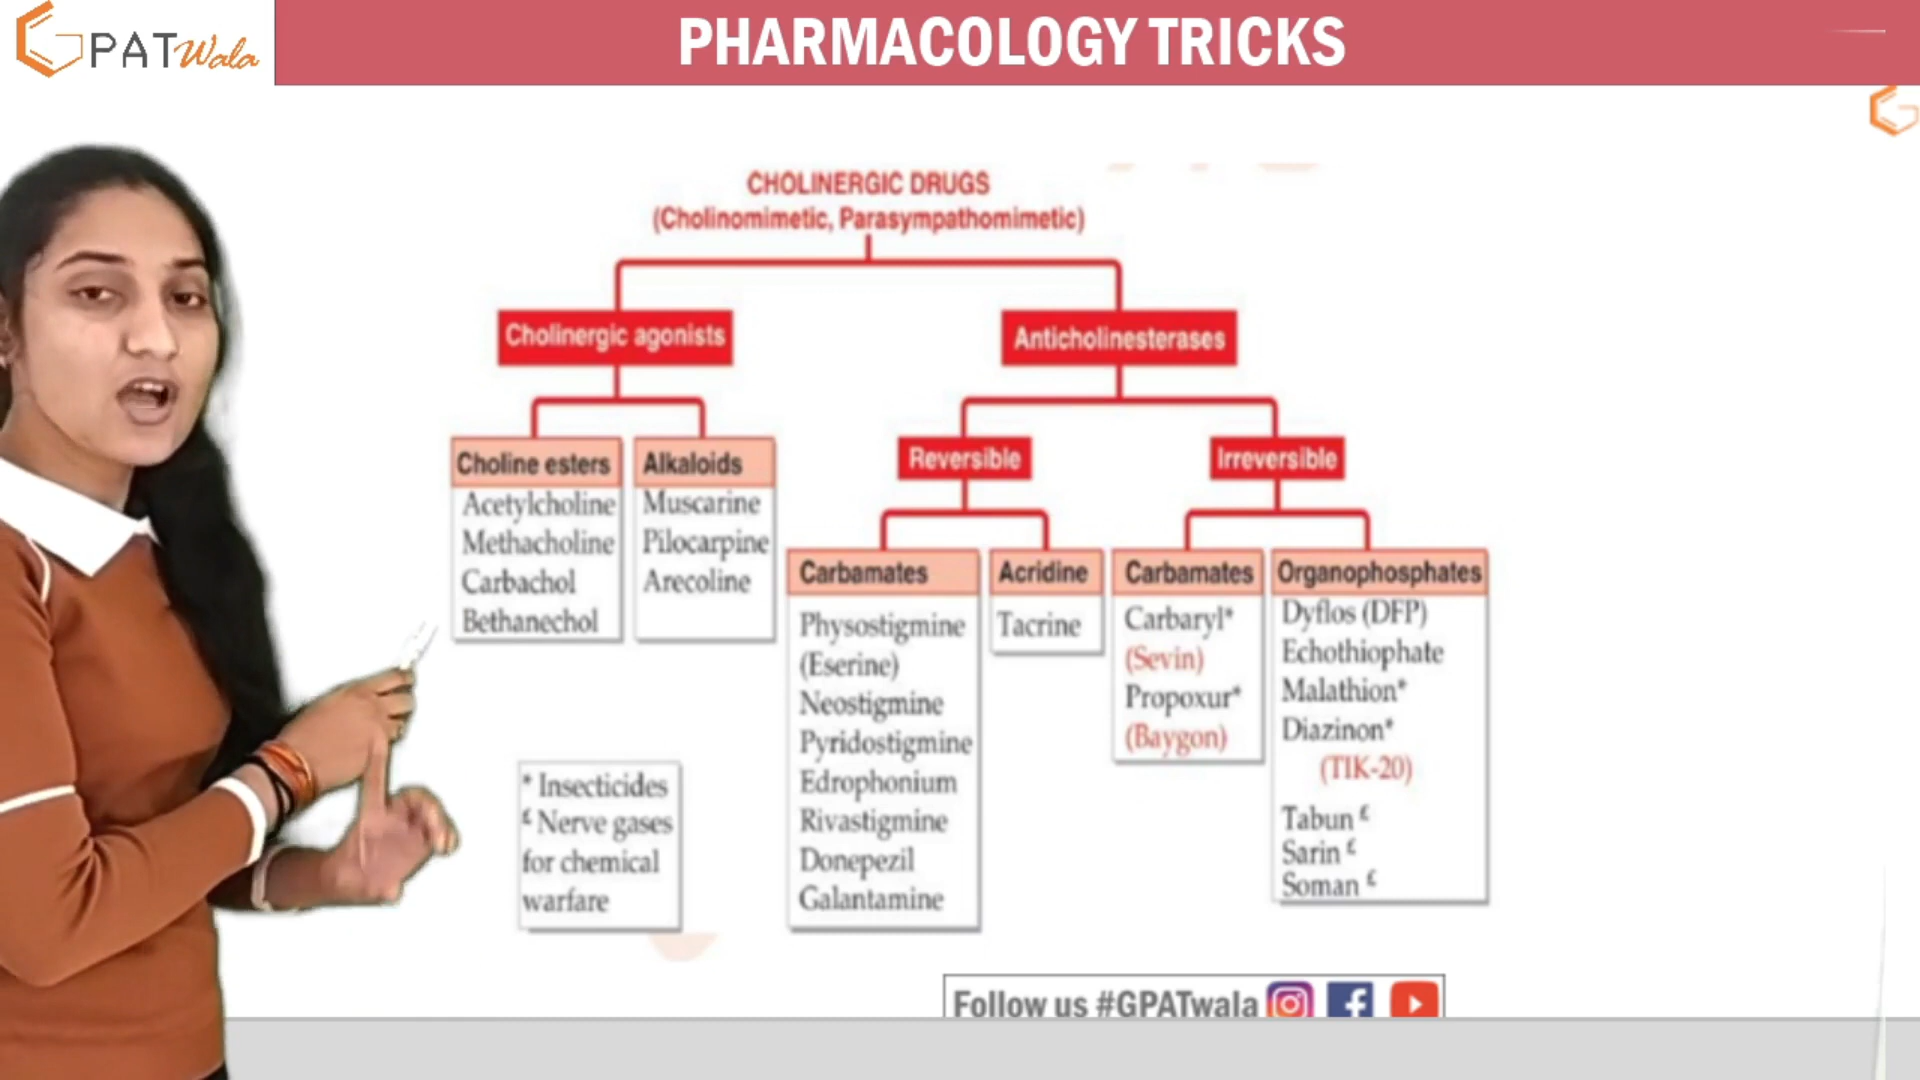 GPATWala
PHARMACOLOGY TRICKS
CHOLINERGIC DRUGS
(Cholinomimetic, Parasympathomimetic)
Cholinergic agonists
Anticholinesterases
Reversible
Irreversible
Choline esters
Acetylcholine
Methacholine
Carbachol
Bethanechol
Alkaloids
Muscarine
Pilocarpine
Arecoline
Carbamates
Physostigmine
(Eserine)
Neostigmine
Pyridostigmine
Edrophonium
Rivastigmine
Donepezil
Galantamine
Acridine
Tacrine
Carbamates
Carbaryl*
(Sevin)
Propoxur*
(Baygon)
Organophosphates
Dyflos (DFP)
Echothiophate
Malathion*
Diazinon*
(TIK-20)
Tabun £
Sarin £
Soman £
* Insecticides
£ Nerve gases
for chemical
warfare
Follow us #GPATwala